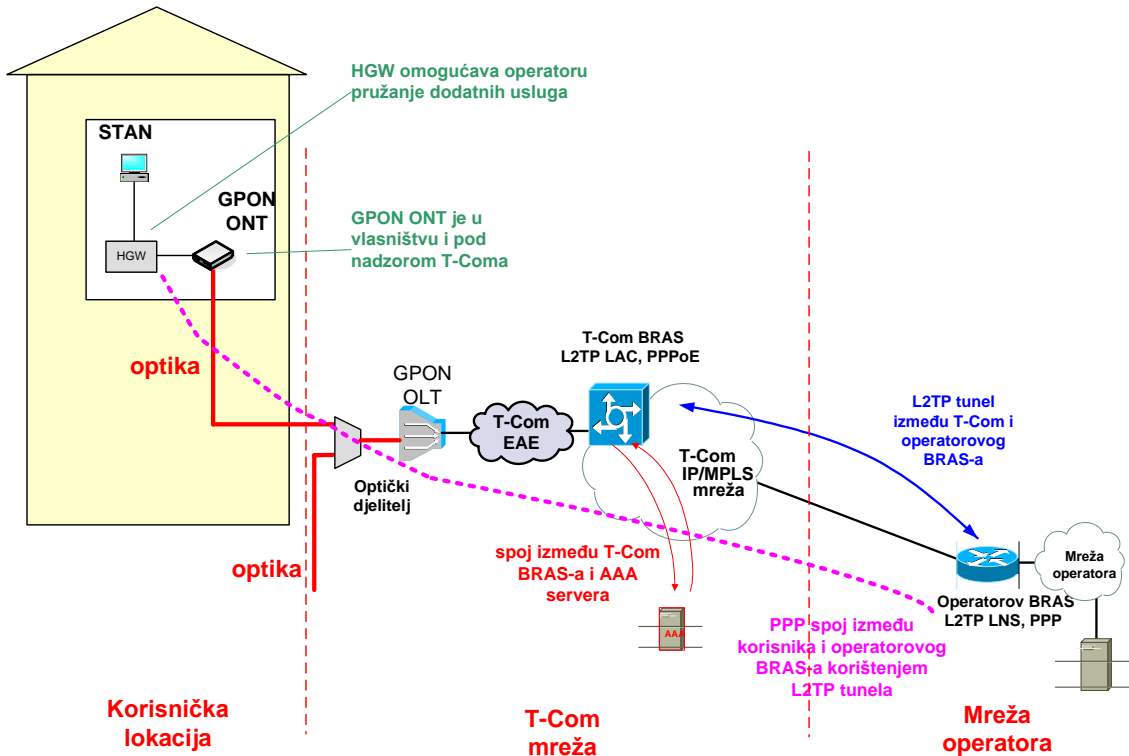 HGW omogućava operatoru
pružanje dodatnih usluga
STAN
GPON
ONT
HGW
GPON ONT je u
vlasništvu i pod
nadzorom T-Coma
optika
T-Com BRAS
L2TP LAC, PPPoE
GPON
OLT
T-Com
EAE
L2TP tunel
između T-Com i
operatorovog
BRAS-a
T-Com
IP/MPLS
mreža
Optički
djelitelj
optika
spoj između T-Com
BRAS-a i AAA
servera
AAA
Mreža
operatora
Operatorov BRAS
L2TP LNS, PPP
PPP spoj između
korisnika i operatorovog
BRAS-a korištenjem
L2TP tunela
Korisnička
lokacija
T-Com
mreža
Mreža
operatora